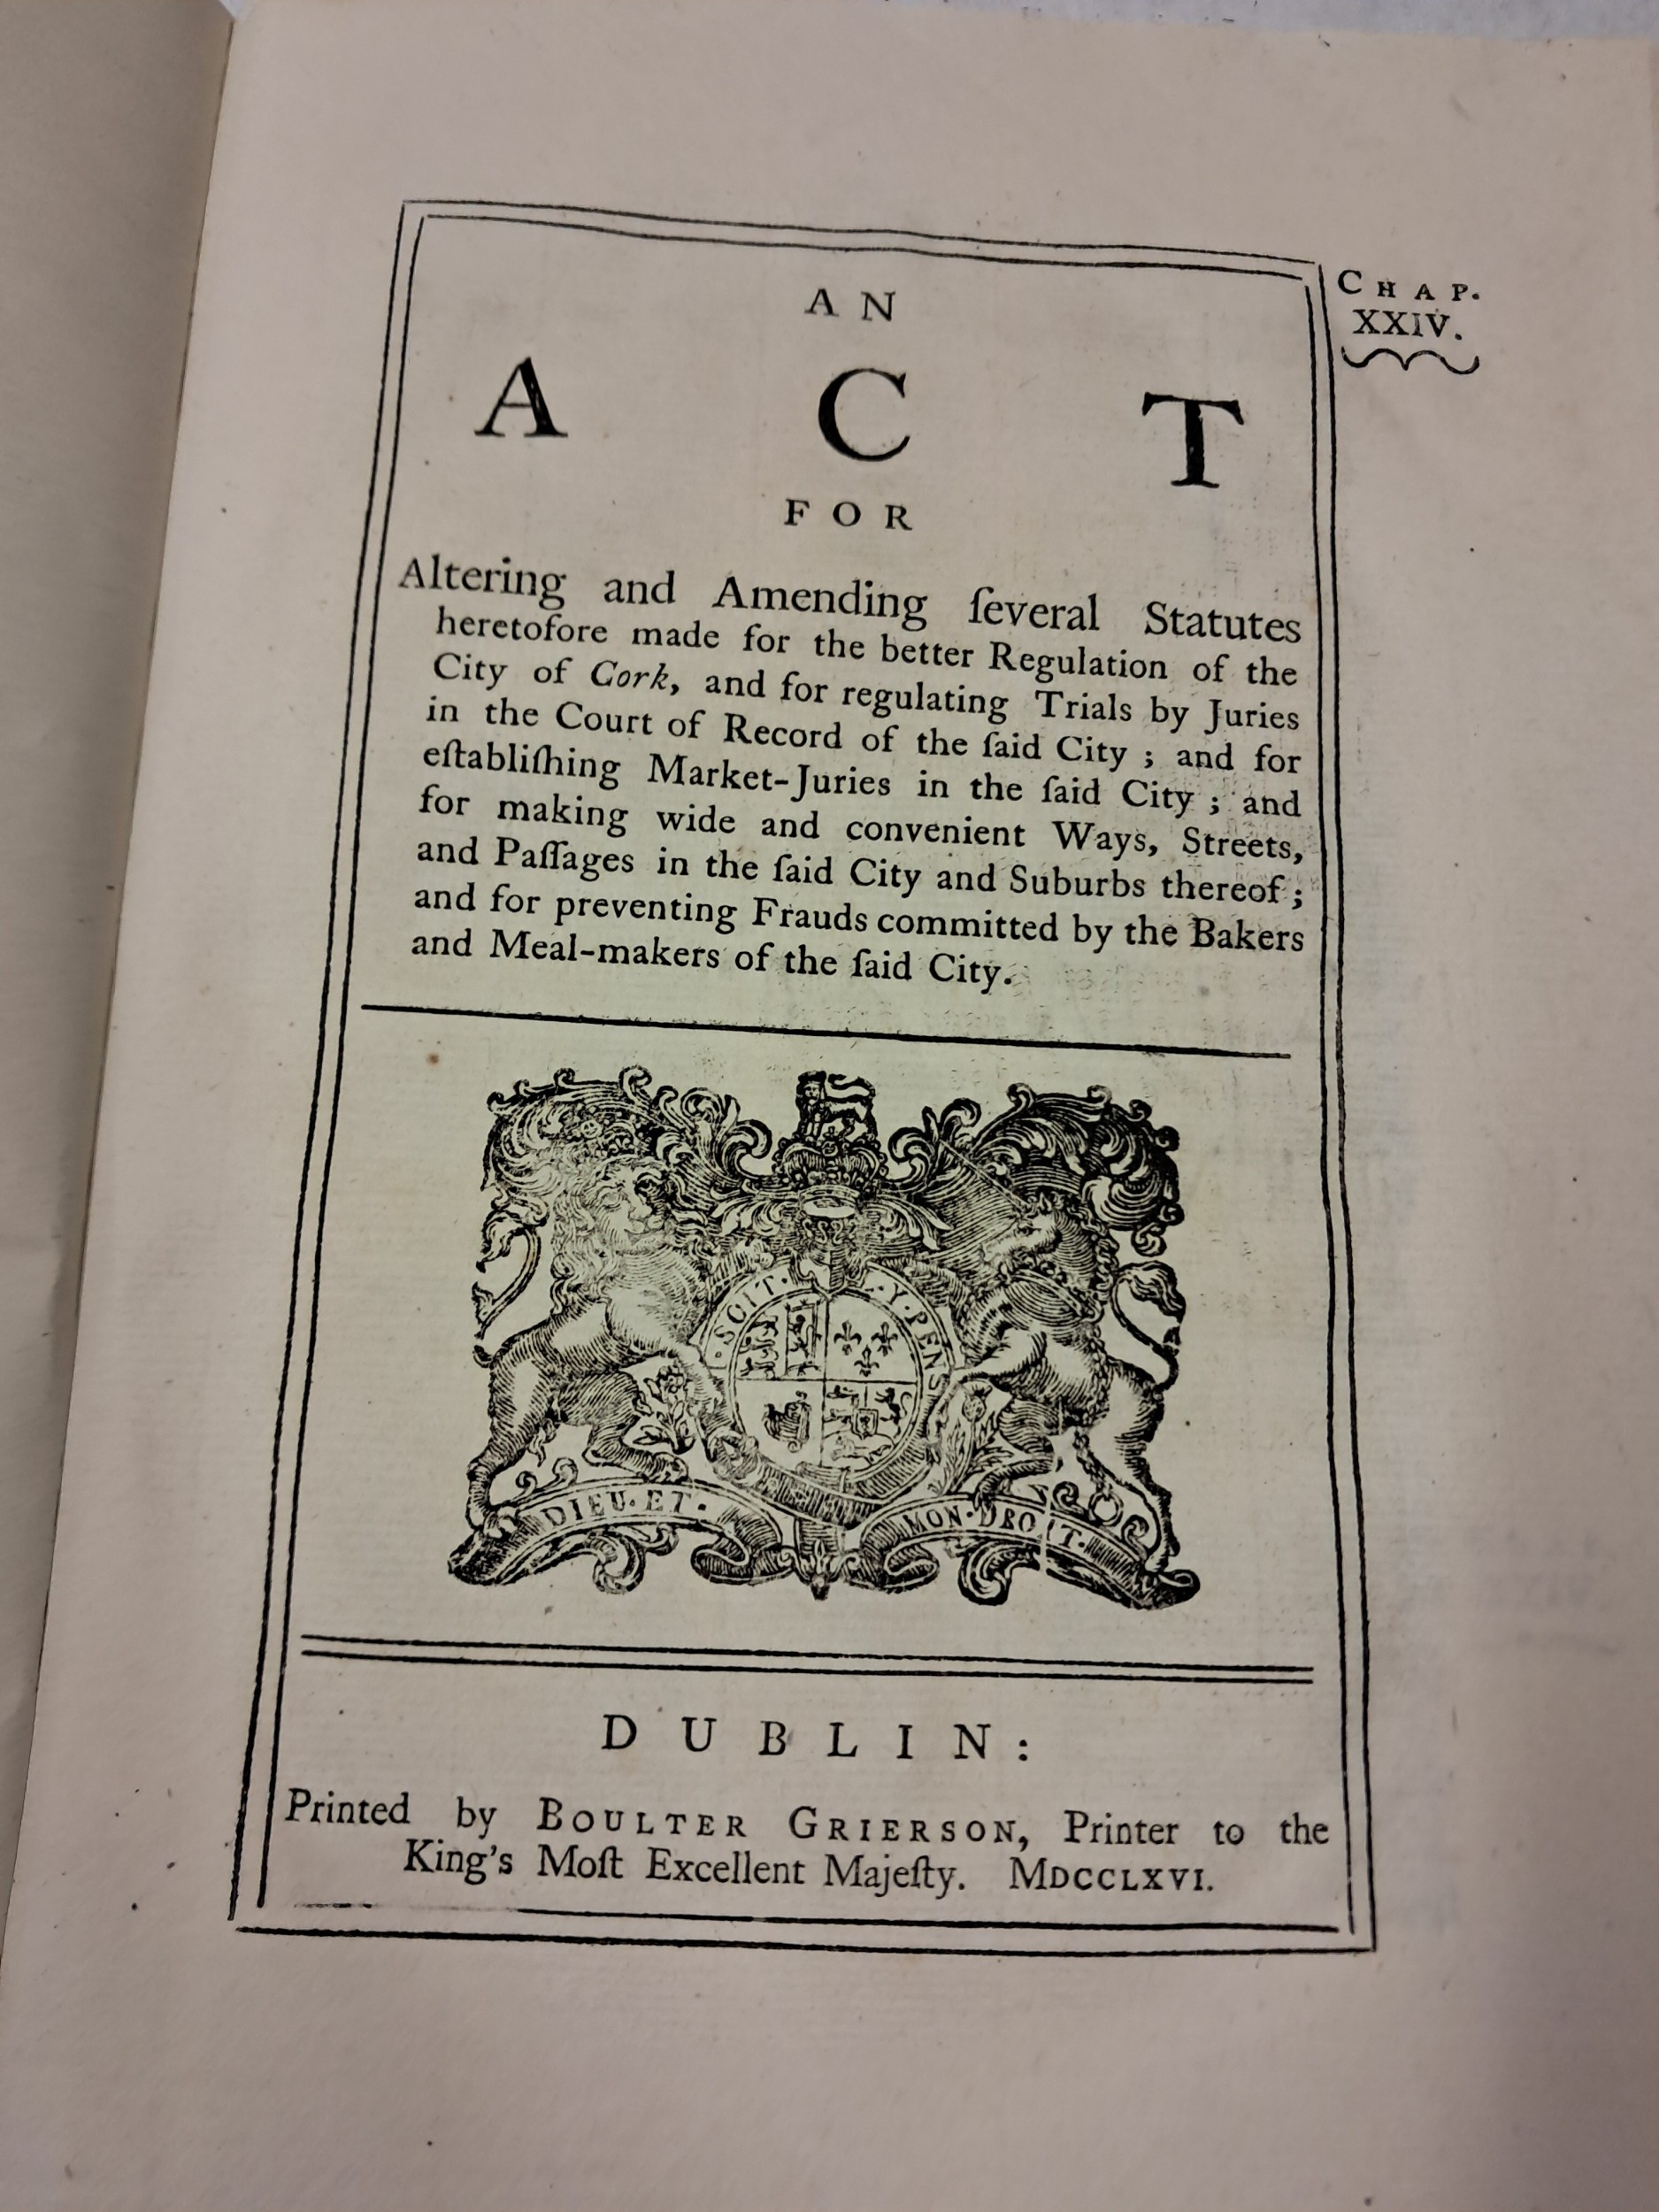 AN
CHAP.
XXIV.
ACT
FOR
Altering and Amending ſeveral Statutes
heretofore made for the better Regulation of the
City of Cork, and for regulating Trials by Juries
in the Court of Record of the ſaid City ; and for
eſtabliſhing Market-Juries in the ſaid City ; and
for making wide and convenient Ways, Streets,
and Paſſages in the ſaid City and Suburbs thereof ;
and for preventing Frauds committed by the Bakers
and Meal-makers of the ſaid City.
·SCIT· ·Y·PENS
DIEU·ET· MON·DROIT·
DUBLIN:
Printed by BOULTER GRIERSON, Printer to the
King's Moſt Excellent Majeſty. MDCCLXVI.